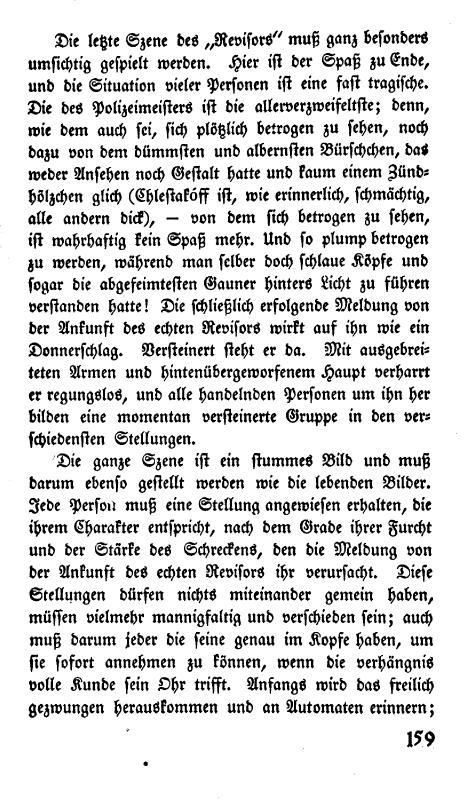 Die letzte Szene des „Revisors“ muß ganz besonders
umsichtig gespielt werden. Hier ist der Spaß zu Ende,
und die Situation vieler Personen ist eine fast tragische.
Die des Polizeimeisters ist die allerverzweifeltste; denn,
wie dem auch sei, sich plötzlich betrogen zu sehen, noch
dazu von dem dümmsten und albernsten Bürschchen, das
weder Ansehen noch Gestalt hatte und kaum einem Zünd-
hölzchen glich (Chlestakóff ist, wie erinnerlich, schmächtig,
alle andern dick), — von dem sich betrogen zu sehen,
ist wahrhaftig kein Spaß mehr. Und so plump betrogen
zu werden, während man selber doch schlaue Köpfe und
sogar die abgefeimtesten Gauner hinters Licht zu führen
verstanden hatte! Die schließlich erfolgende Meldung von
der Ankunft des echten Revisors wirkt auf ihn wie ein
Donnerschlag. Versteinert steht er da. Mit ausgebrei-
teten Armen und hintenübergeworfenem Haupt verharrt
er regungslos, und alle handelnden Personen um ihn her
bilden eine momentan versteinerte Gruppe in den ver-
schiedensten Stellungen.
Die ganze Szene ist ein stummes Bild und muß
darum ebenso gestellt werden wie die lebenden Bilder.
Jede Person muß eine Stellung angewiesen erhalten, die
ihrem Charakter entspricht, nach dem Grade ihrer Furcht
und der Stärke des Schreckens, den die Meldung von
der Ankunft des echten Revisors ihr verursacht. Diese
Stellungen dürfen nichts miteinander gemein haben,
müssen vielmehr mannigfaltig und verschieden sein; auch
muß darum jeder die seine genau im Kopfe haben, um
sie sofort annehmen zu können, wenn die verhängnis
volle Kunde sein Ohr trifft. Anfangs wird das freilich
gezwungen herauskommen und an Automaten erinnern;
159